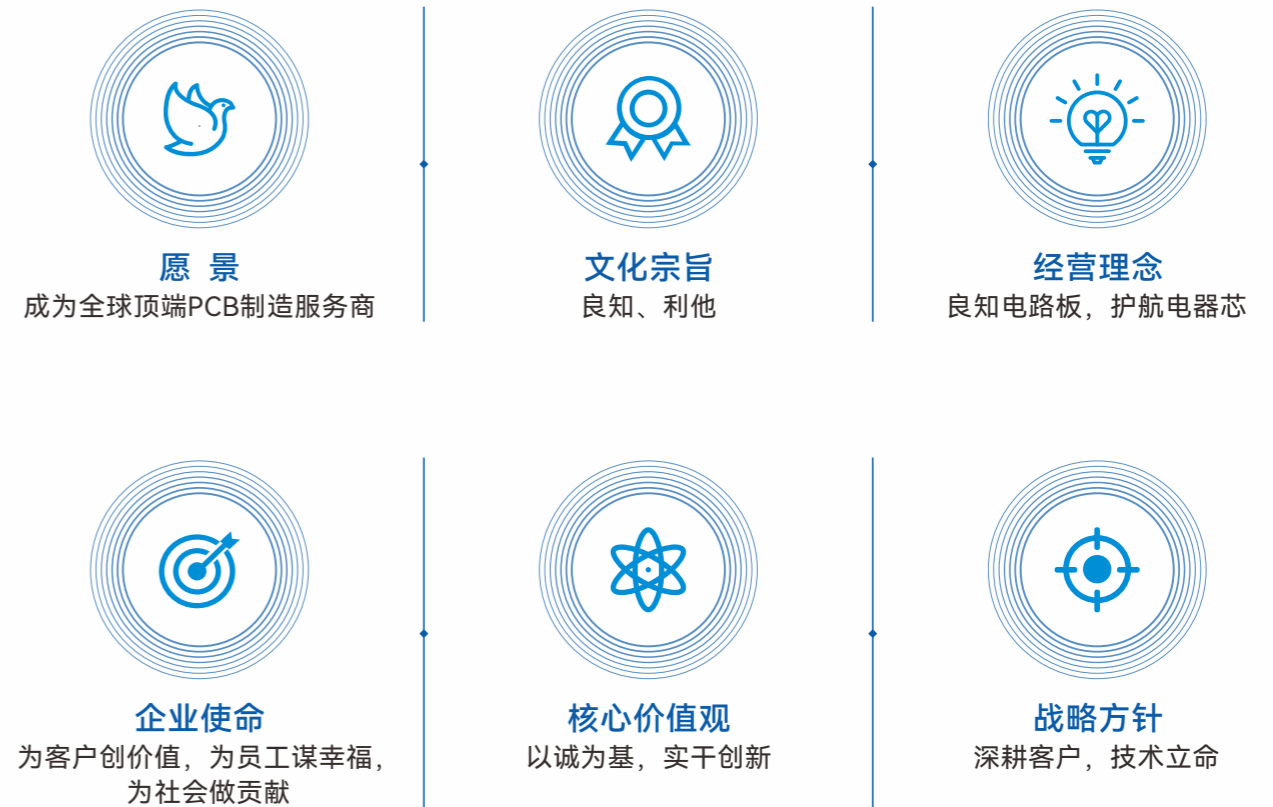 愿 景
成为全球顶端PCB制造服务商
文化宗旨
良知、利他
经营理念
良知电路板，护航电器芯
企业使命
为客户创价值，为员工谋幸福，
为社会做贡献
核心价值观
以诚为基，实干创新
战略方针
深耕客户，技术立命